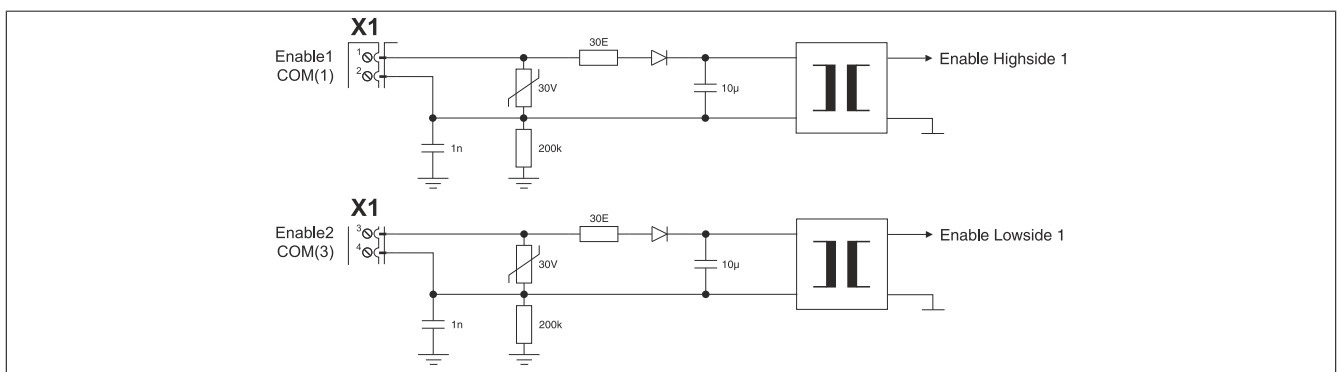 X1
Enable1 1
COM(1) 2
30E
30V
10µ
Enable Highside 1
1n
200k
X1
Enable2 3
COM(3) 4
30E
30V
10µ
Enable Lowside 1
1n
200k